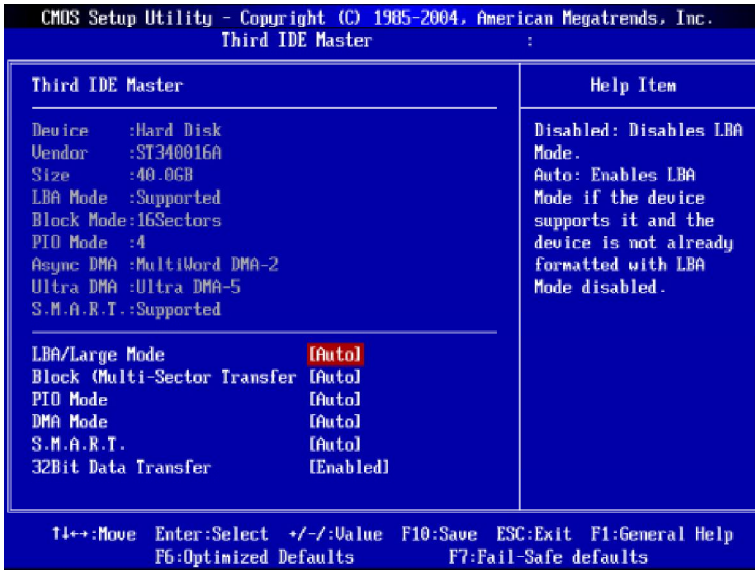 CMOS Setup Utility - Copyright (C) 1985-2004, American Megatrends, Inc.
Third IDE Master :
Third IDE Master
Device :Hard Disk
Vendor :ST340016A
Size :40.0GB
LBA Mode :Supported
Block Mode:16Sectors
PIO Mode :4
Async DMA :MultiWord DMA-2
Ultra DMA :Ultra DMA-5
S.M.A.R.T.:Supported
LBA/Large Mode [Auto]
Block (Multi-Sector Transfer [Auto]
PIO Mode [Auto]
DMA Mode [Auto]
S.M.A.R.T. [Auto]
32Bit Data Transfer [Enabled]
Help Item
Disabled: Disables LBA
Mode.
Auto: Enables LBA
Mode if the device
supports it and the
device is not already
formatted with LBA
Mode disabled.
↑↓←→:Move Enter:Select +/-/:Value F10:Save ESC:Exit F1:General Help
F6:Optimized Defaults F7:Fail-Safe defaults